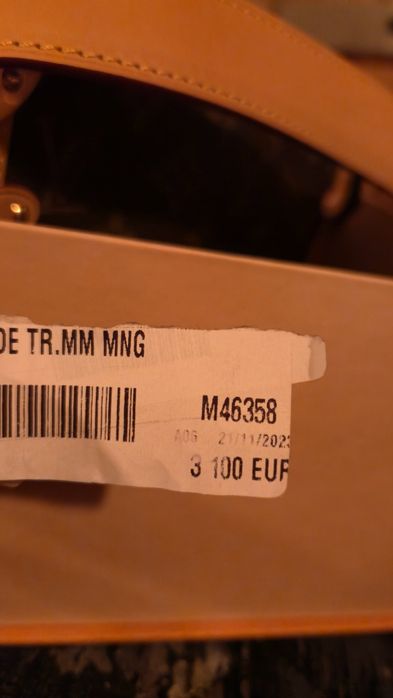 DE TR.MM MNG
M46358
A06 21/11/2023
3 100 EUR